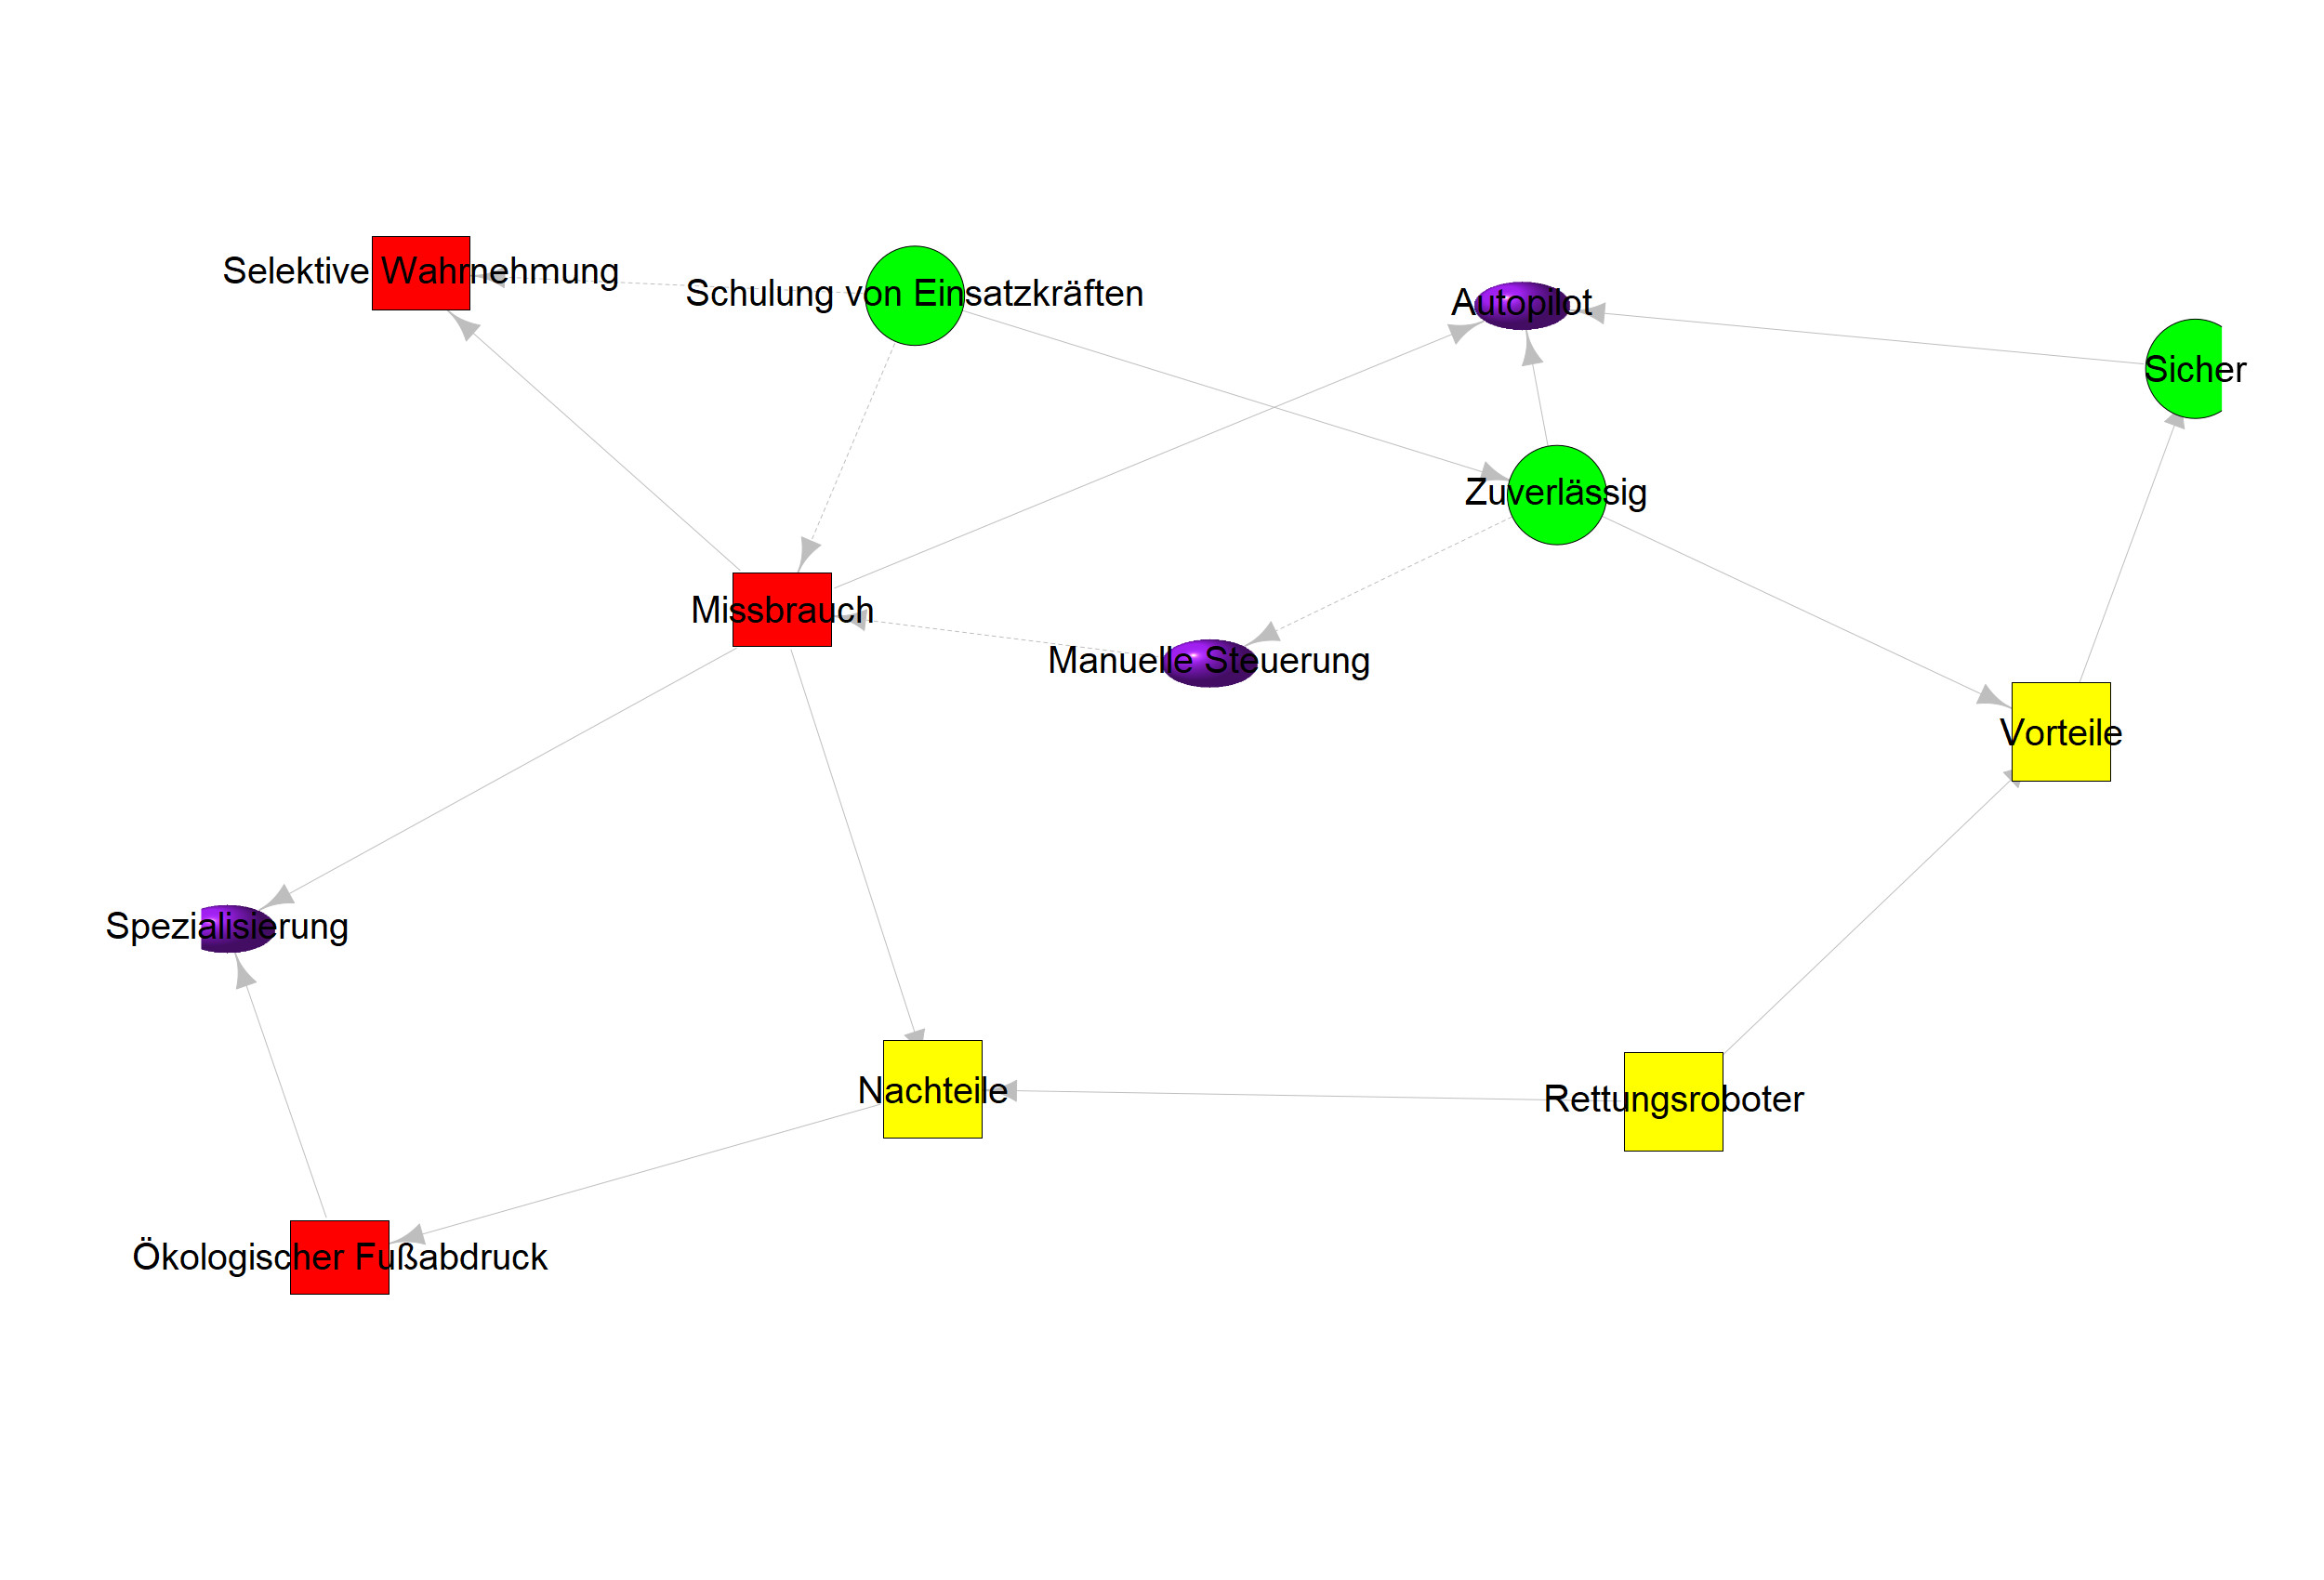 Selektive Wahrnehmung
Schulung von Einsatzkräften
Autopilot
Sicher
Zuverlässig
Missbrauch
Manuelle Steuerung
Vorteile
Spezialisierung
Nachteile
Rettungsroboter
Ökologischer Fußabdruck